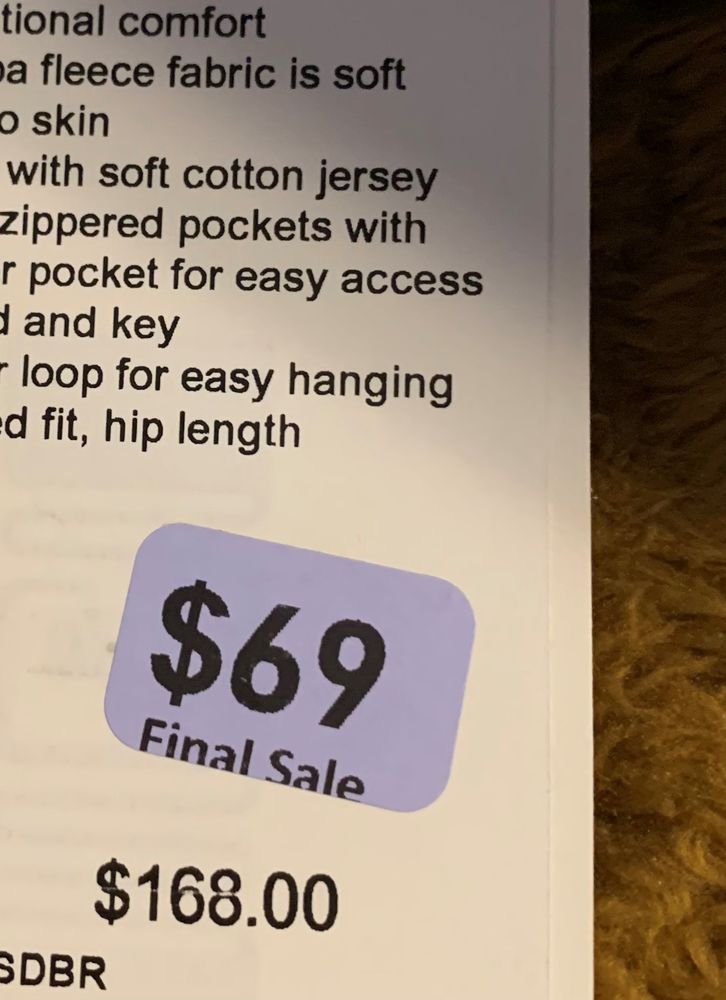 tional comfort
a fleece fabric is soft
o skin
with soft cotton jersey
zippered pockets with
r pocket for easy access
d and key
r loop for easy hanging
ed fit, hip length
$69
Final Sale
$168.00
SDBR